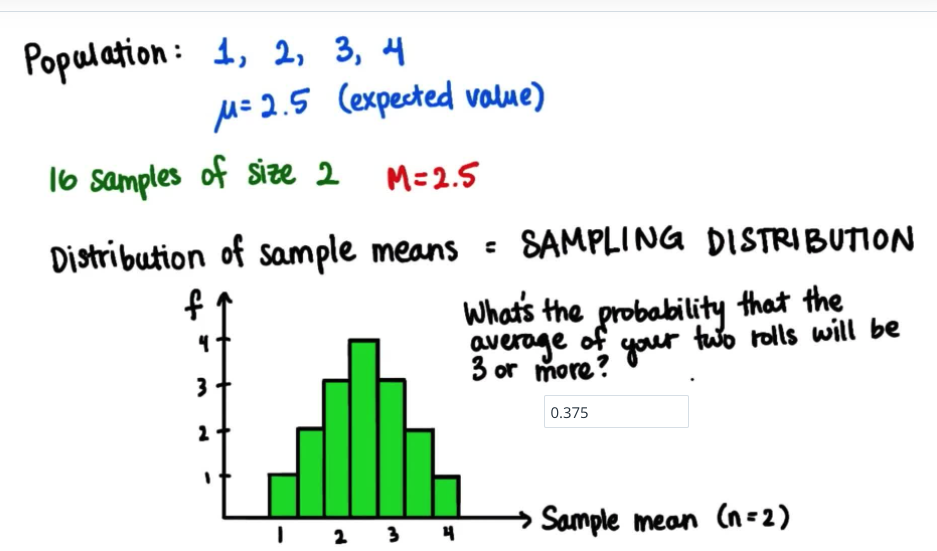 Population: 1, 2, 3, 4
μ=2.5 (expected value)
16 samples of size 2 M=2.5
Distribution of sample means = SAMPLING DISTRIBUTION
f
4
3
2
1
1 2 3 4
Sample mean (n=2)
What's the probability that the
average of your two rolls will be
3 or more?
0.375